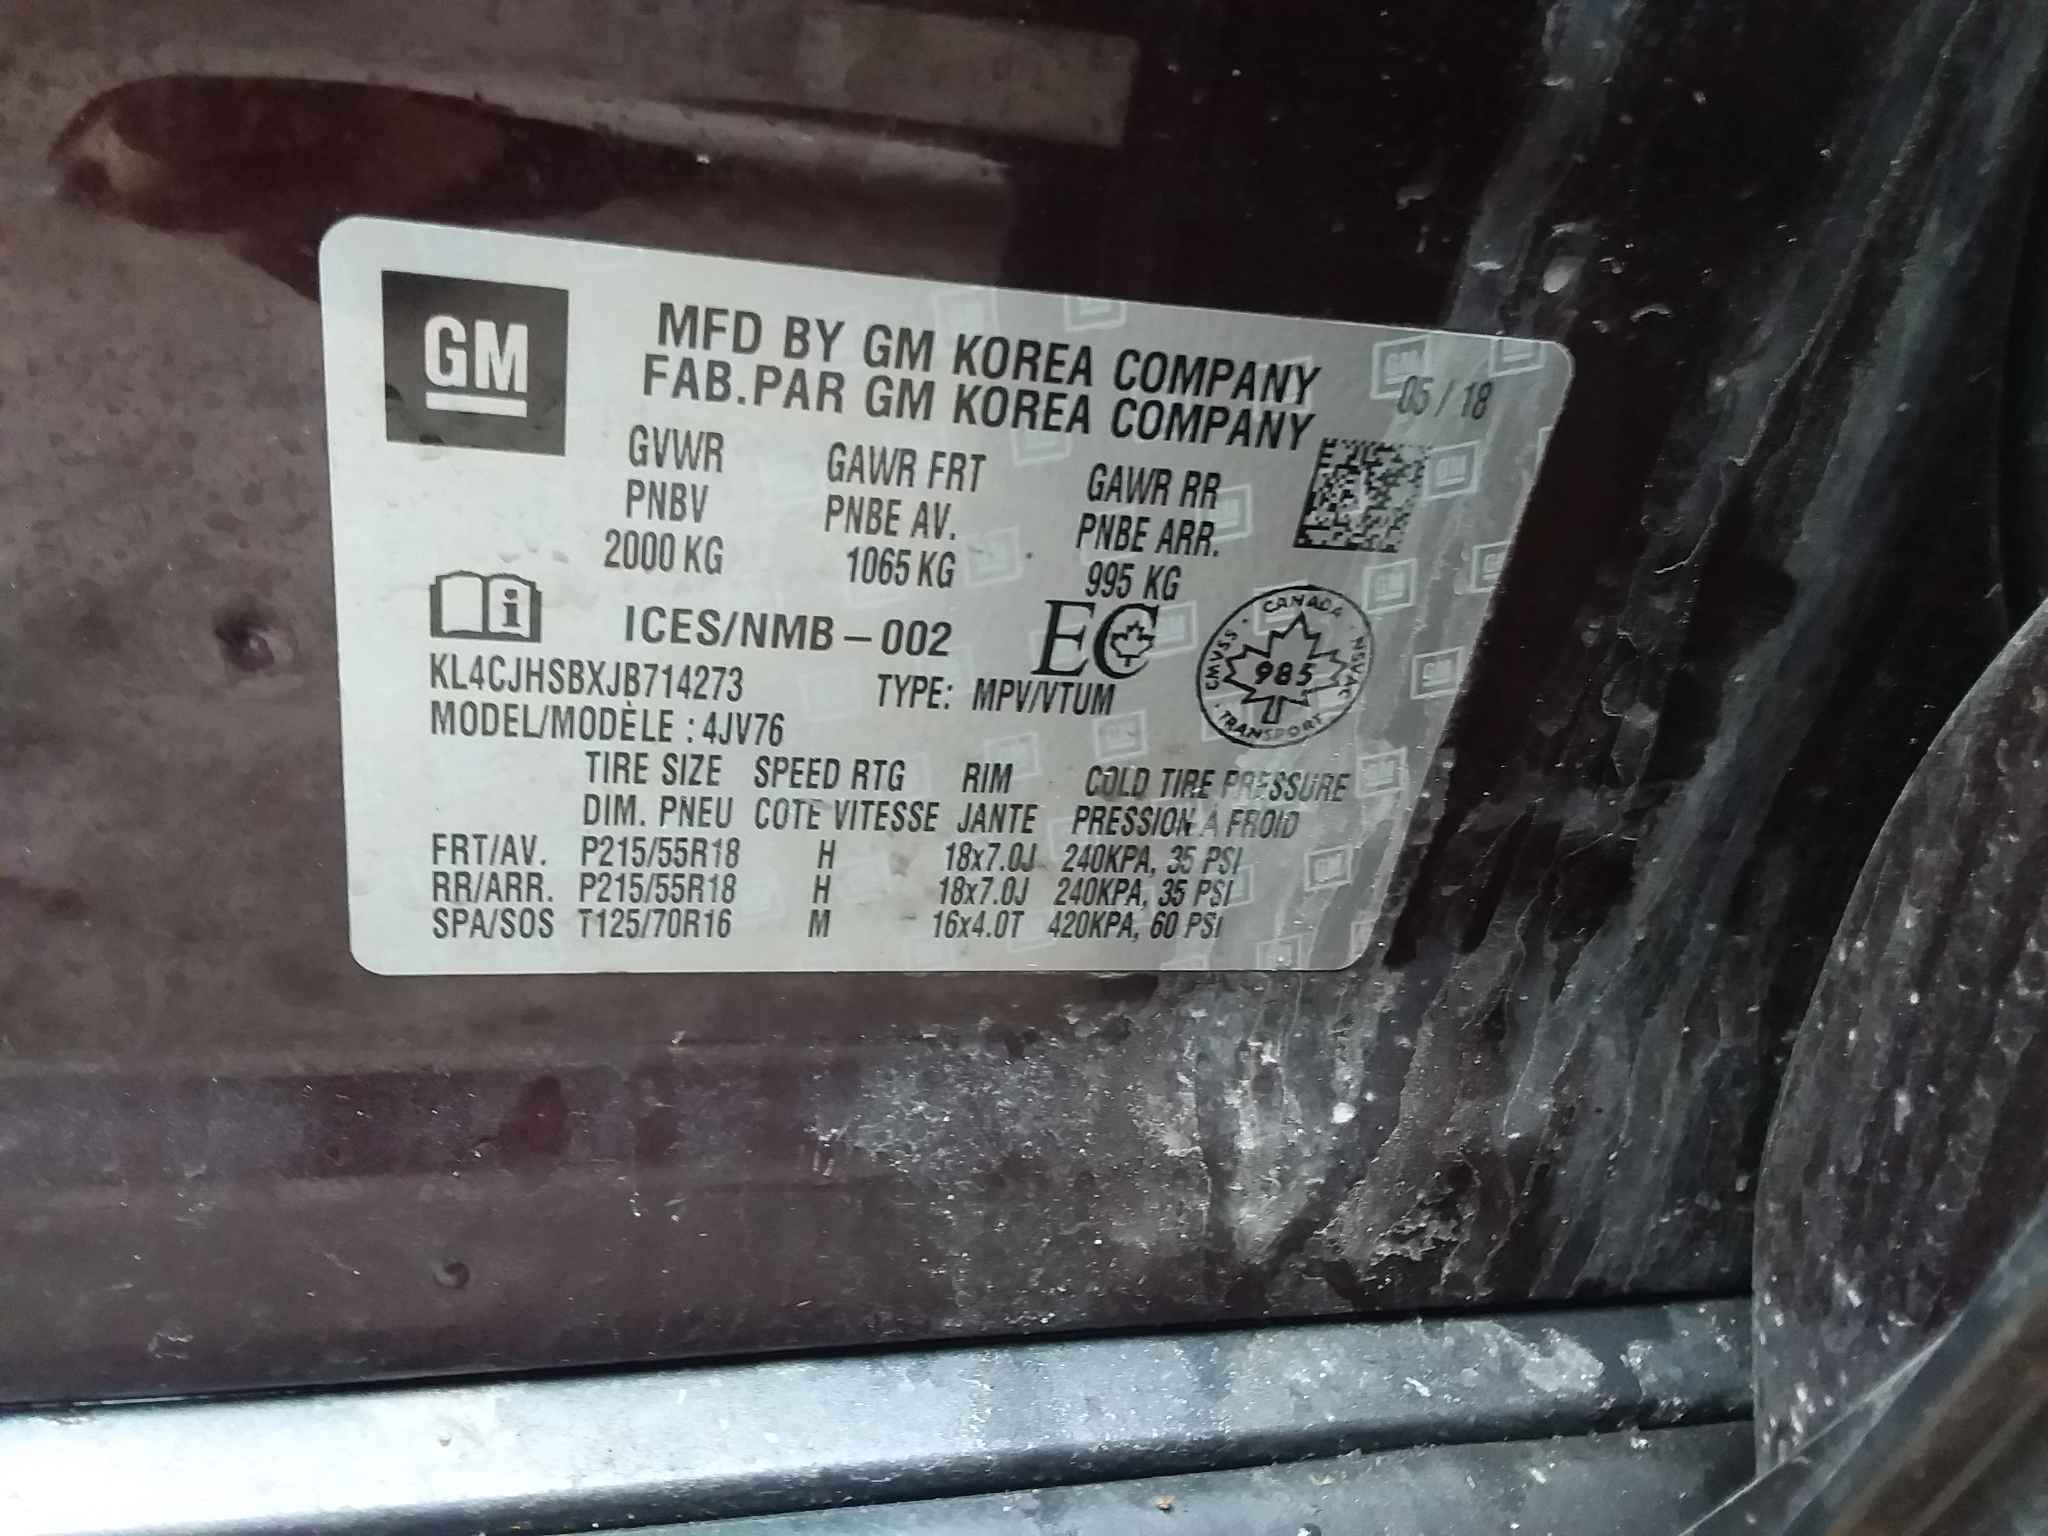 GM
MFD BY GM KOREA COMPANY
FAB.PAR GM KOREA COMPANY
05/18
GVWR GAWR FRT GAWR RR
PNBV PNBE AV. PNBE ARR.
2000 KG 1065 KG 995 KG
i ICES/NMB-002 EC
CANADA NSVAC TRANSPORT CMVSS
985
KL4CJHSBXJB714273 TYPE: MPV/VTUM
MODEL/MODÈLE : 4JV76
TIRE SIZE SPEED RTG RIM COLD TIRE PRESSURE
DIM. PNEU COTE VITESSE JANTE PRESSION À FROID
FRT/AV. P215/55R18 H 18x7.0J 240KPA, 35 PSI
RR/ARR. P215/55R18 H 18x7.0J 240KPA, 35 PSI
SPA/SOS T125/70R16 M 16x4.0T 420KPA, 60 PSI